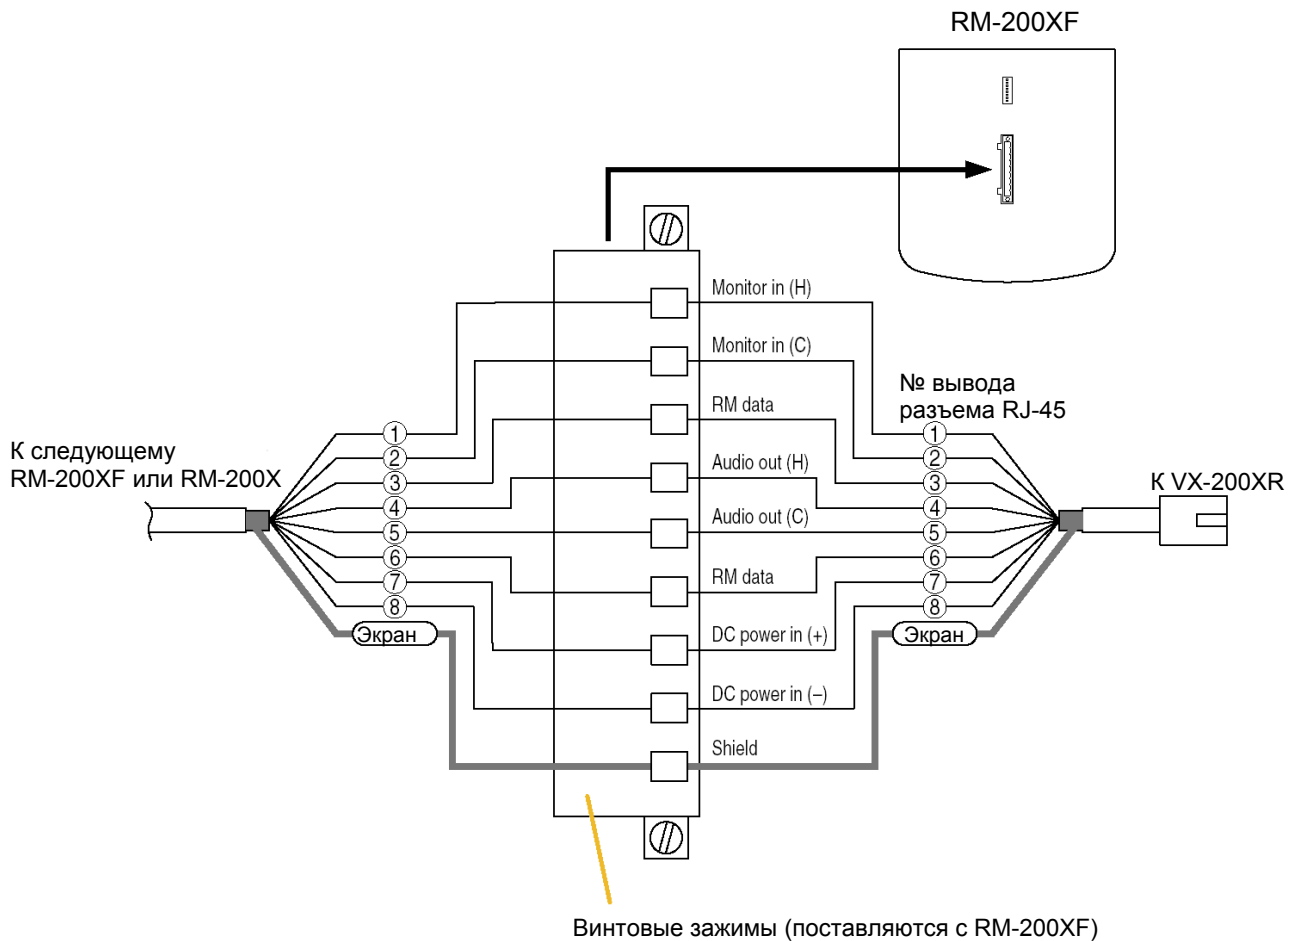 RM-200XF
Monitor in (H)
Monitor in (C)
RM data
Audio out (H)
Audio out (C)
RM data
DC power in (+)
DC power in (–)
Shield
К следующему
RM-200XF или RM-200X
1
2
3
4
5
6
7
8
Экран
№ вывода
разъема RJ-45
1
2
3
4
5
6
7
8
Экран
К VX-200XR
Винтовые зажимы (поставляются с RM-200XF)